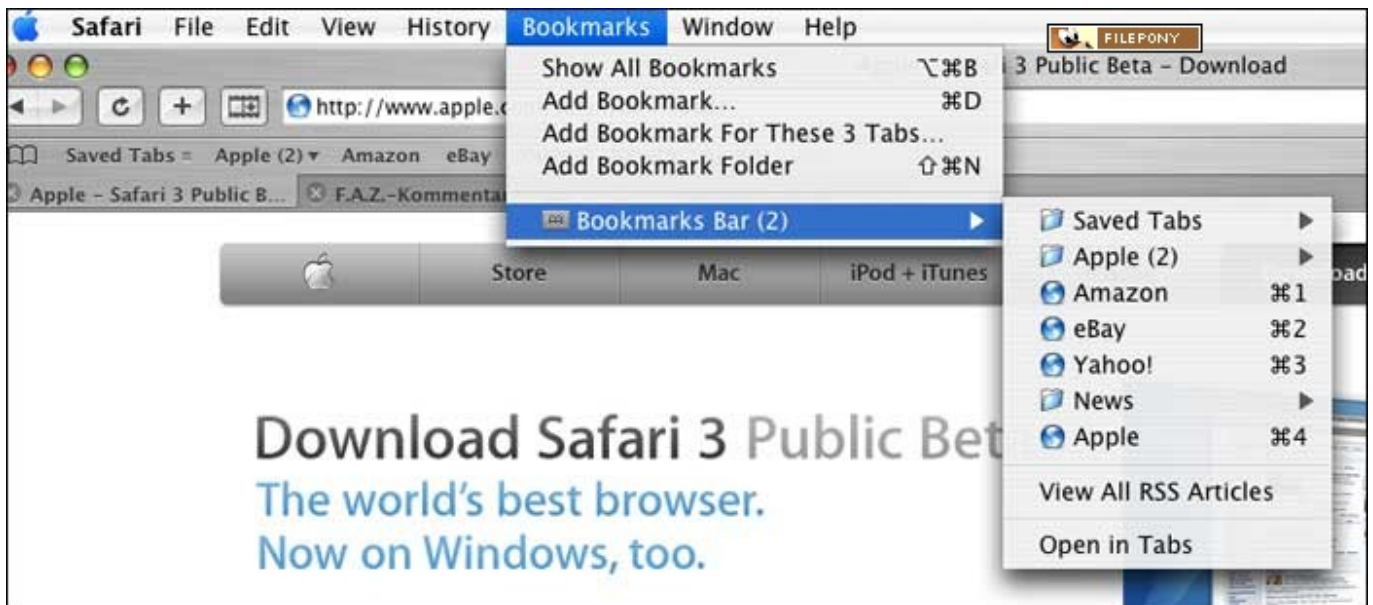 Safari File Edit View History Bookmarks Window Help
FILEPONY
3 Public Beta – Download
http://www.apple.c
Saved Tabs Apple (2) Amazon eBay
Apple – Safari 3 Public B... F.A.Z.-Kommenta
Show All Bookmarks ⌥⌘B
Add Bookmark... ⌘D
Add Bookmark For These 3 Tabs...
Add Bookmark Folder ⇧⌘N
Bookmarks Bar (2)
Saved Tabs
Apple (2)
Amazon ⌘1
eBay ⌘2
Yahoo! ⌘3
News
Apple ⌘4
View All RSS Articles
Open in Tabs
Store Mac iPod + iTunes
Download Safari 3 Public Bet
The world's best browser.
Now on Windows, too.